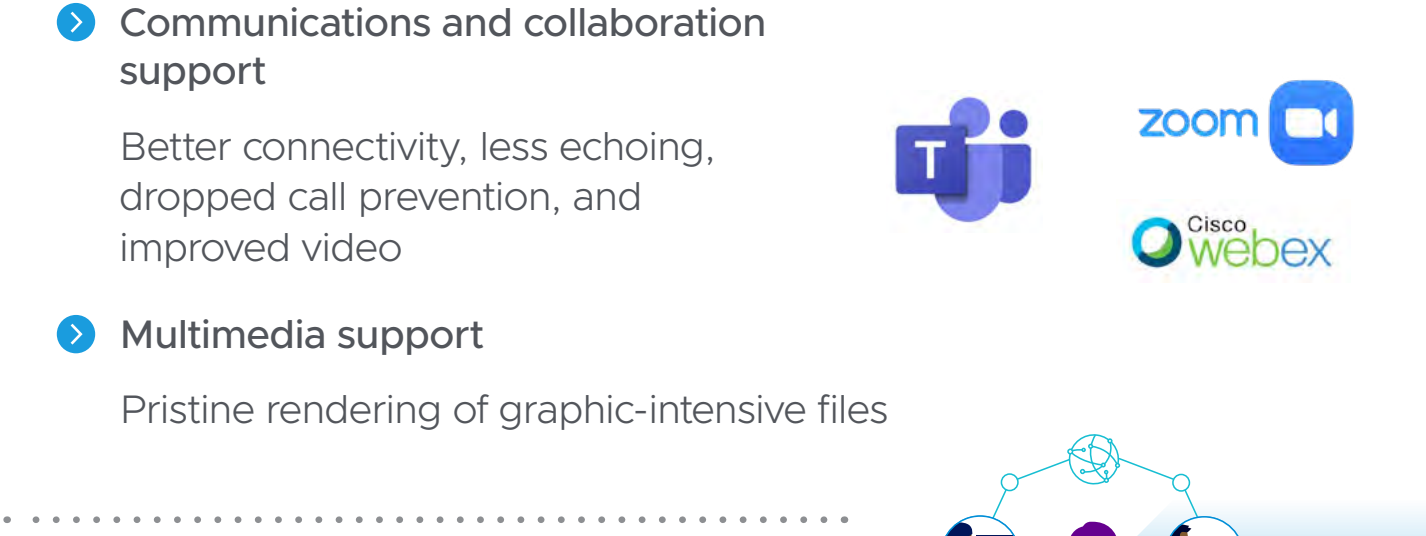 Communications and collaboration
support
Better connectivity, less echoing,
dropped call prevention, and
improved video
T
zoom
Cisco
webex
Multimedia support
Pristine rendering of graphic-intensive files